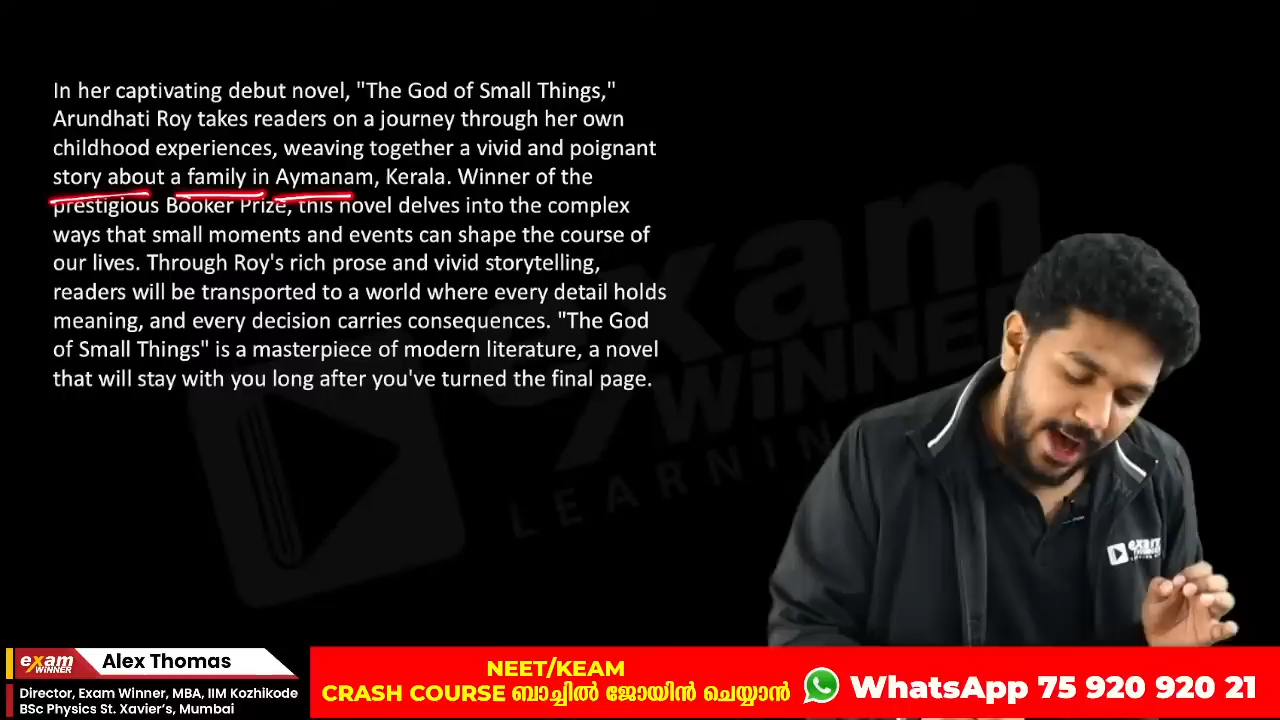 In her captivating debut novel, "The God of Small Things,"
Arundhati Roy takes readers on a journey through her own
childhood experiences, weaving together a vivid and poignant
story about a family in Aymanam, Kerala. Winner of the
prestigious Booker Prize, this novel delves into the complex
ways that small moments and events can shape the course of
our lives. Through Roy's rich prose and vivid storytelling,
readers will be transported to a world where every detail holds
meaning, and every decision carries consequences. "The God
of Small Things" is a masterpiece of modern literature, a novel
that will stay with you long after you've turned the final page.
exam
WiNNER
LEARNIN
exam
WiNNER
Alex Thomas
Director, Exam Winner, MBA, IIM Kozhikode
BSc Physics St. Xavier's, Mumbai
NEET/KEAM
CRASH COURSE ബാച്ചിൽ ജോയിൻ ചെയ്യാൻ
WhatsApp 75 920 920 21